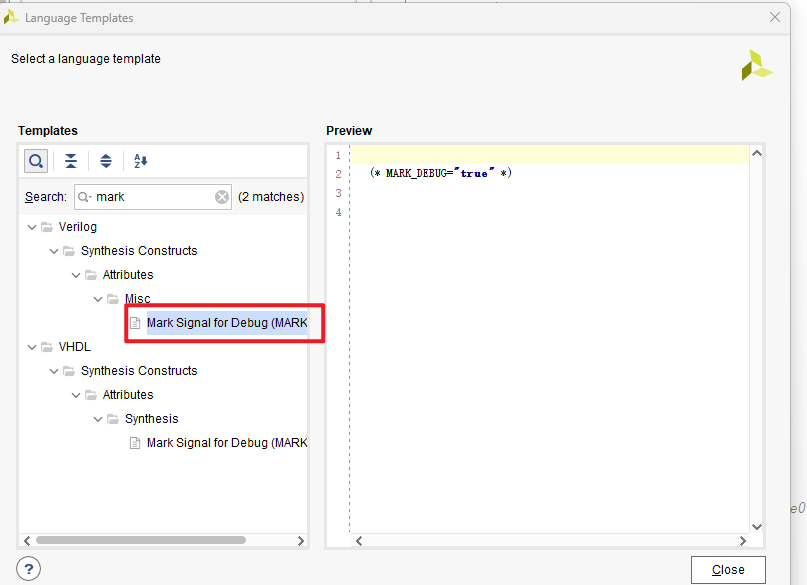 Language Templates
Select a language template
Templates
Search: mark (2 matches)
Verilog
Synthesis Constructs
Attributes
Misc
Mark Signal for Debug (MARK
VHDL
Synthesis Constructs
Attributes
Synthesis
Mark Signal for Debug (MARK
Preview
1
2 (* MARK_DEBUG="true" *)
3
4
e0
?
Close